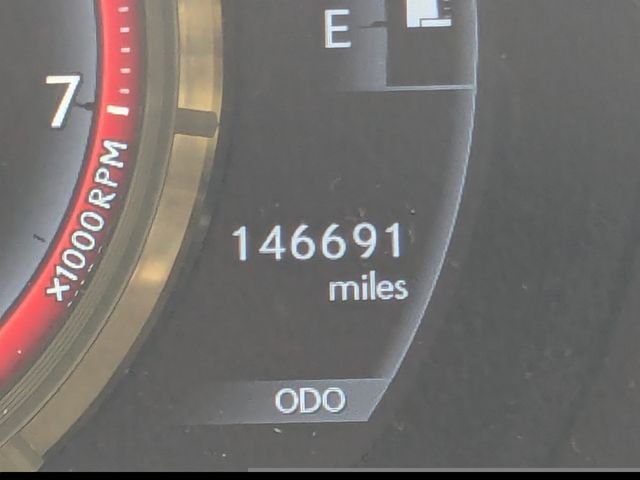 E
7
x1000RPM
146691
miles
ODO